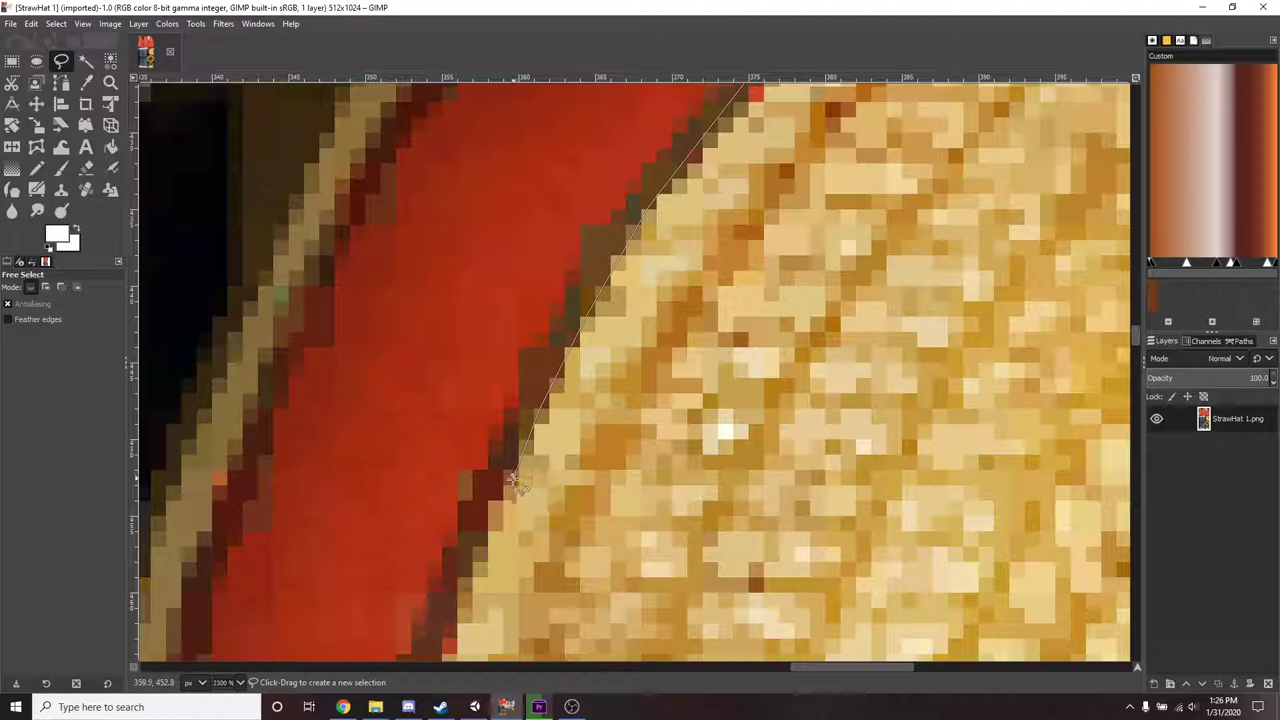 [StrawHat 1] (imported)-1.0 (RGB color 8-bit gamma integer, GIMP built-in sRGB, 1 layer) 512x1024 – GIMP
File Edit Select View Image Layer Colors Tools Filters Windows Help
Custom
340 345 350 355 360 365 370 375 380 385 390 395
Free Select
Mode:
Antialiasing
Feather edges
Layers Channels Paths
Mode Normal
Opacity 100.0
Lock:
StrawHat 1.png
359.9, 452.8 px 2300 % Click-Drag to create a new selection
Type here to search
1:26 PM
1/31/2020